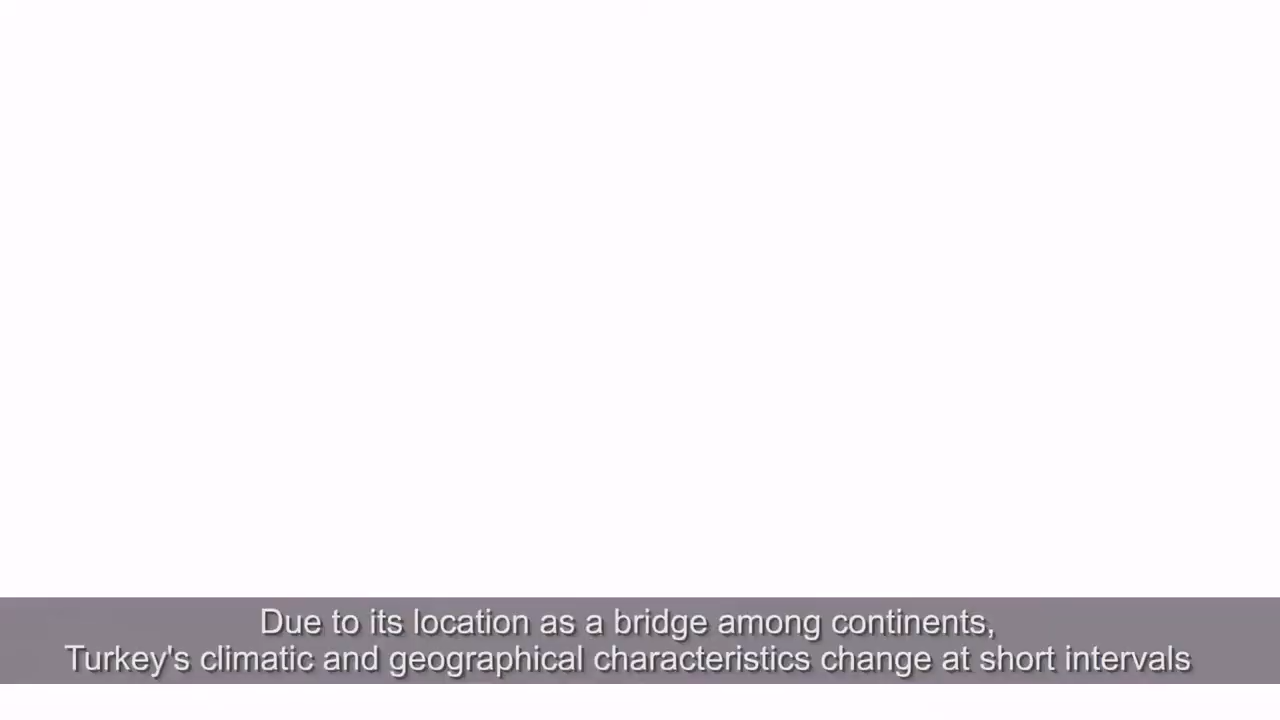 Due to its location as a bridge among continents,
Turkey's climatic and geographical characteristics change at short intervals